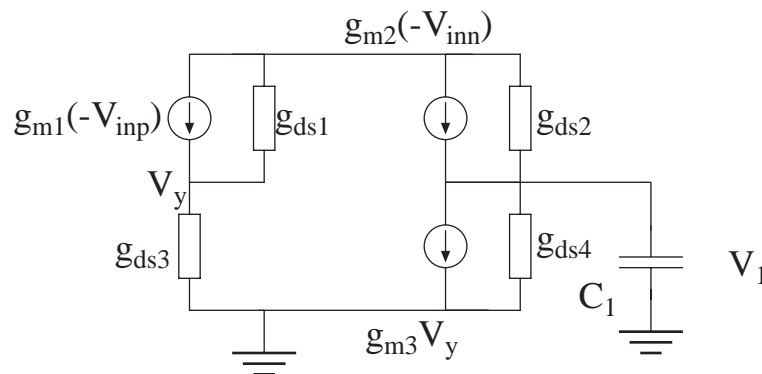 g_m2(-V_inn)
g_m1(-V_inp)
g_ds1
g_ds2
V_y
g_ds3
g_ds4
V_1
C_1
g_m3V_y